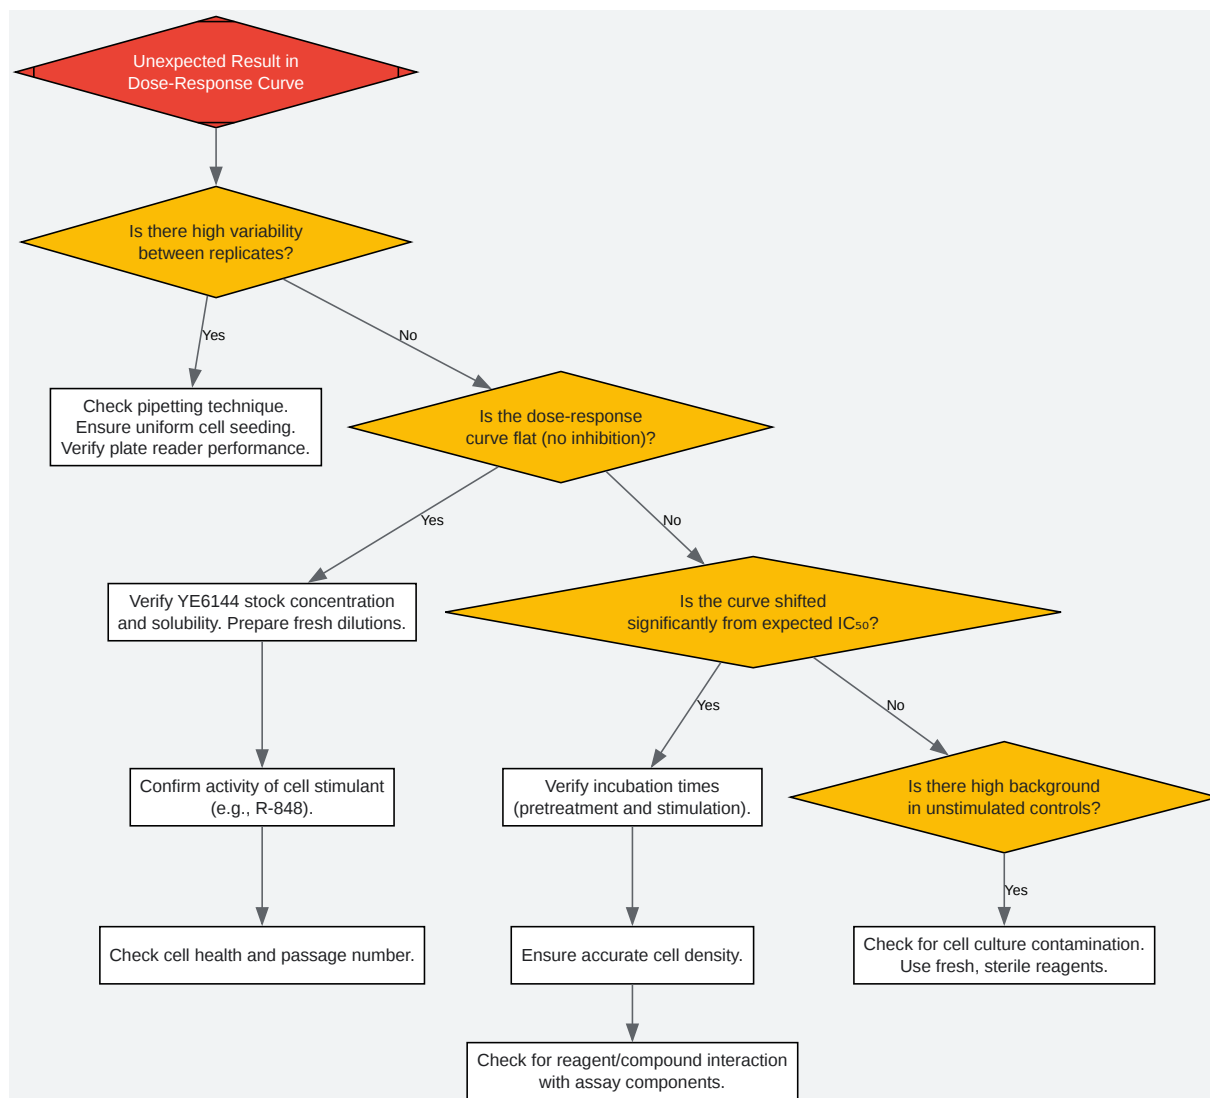 Unexpected Result in
Dose-Response Curve
Is there high variability
between replicates?
Yes
No
Check pipetting technique.
Ensure uniform cell seeding.
Verify plate reader performance.
Is the dose-response
curve flat (no inhibition)?
Yes
No
Verify YE6144 stock concentration
and solubility. Prepare fresh dilutions.
Is the curve shifted
significantly from expected IC₅₀?
Yes
No
Confirm activity of cell stimulant
(e.g., R-848).
Verify incubation times
(pretreatment and stimulation).
Is there high background
in unstimulated controls?
Yes
Check cell health and passage number.
Ensure accurate cell density.
Check for cell culture contamination.
Use fresh, sterile reagents.
Check for reagent/compound interaction
with assay components.